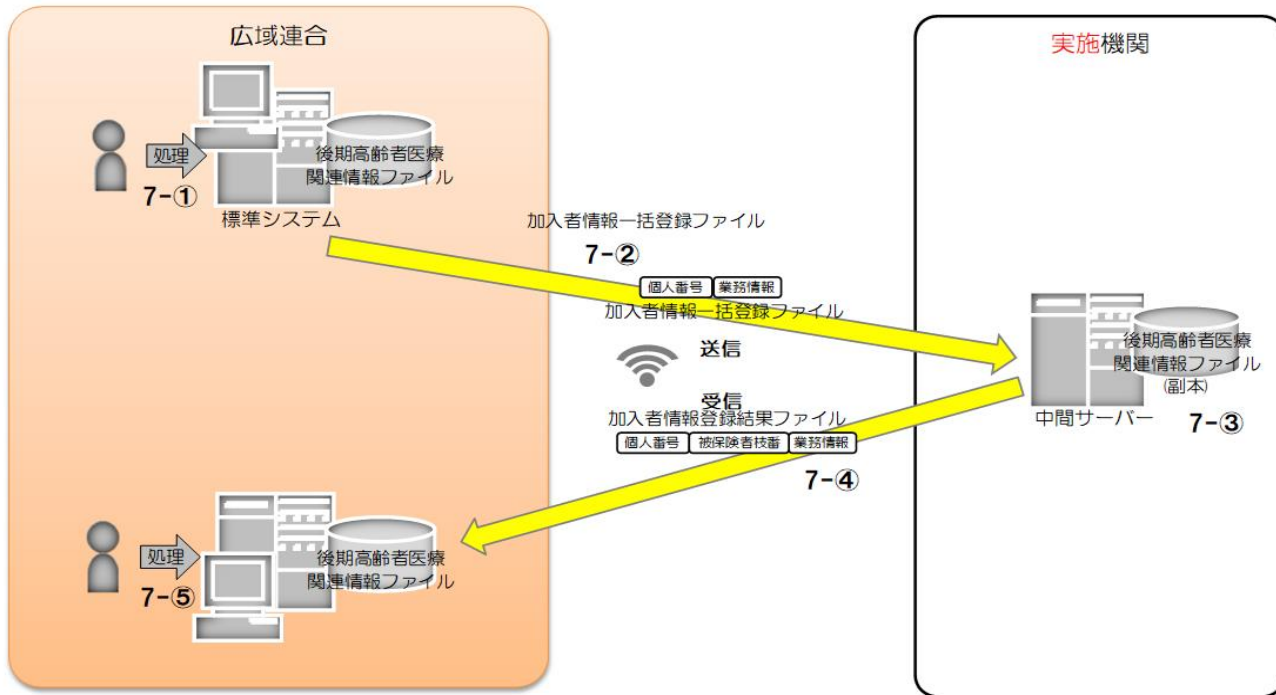 広域連合
実施機関
処理
7-①
後期高齢者医療
関連情報ファイル
標準システム
加入者情報一括登録ファイル
7-②
個人番号 業務情報
加入者情報一括登録ファイル
送信
受信
加入者情報登録結果ファイル
個人番号 被保険者枝番 業務情報
7-④
後期高齢者医療
関連情報ファイル
(副本)
中間サーバー
7-③
処理
7-⑤
後期高齢者医療
関連情報ファイル